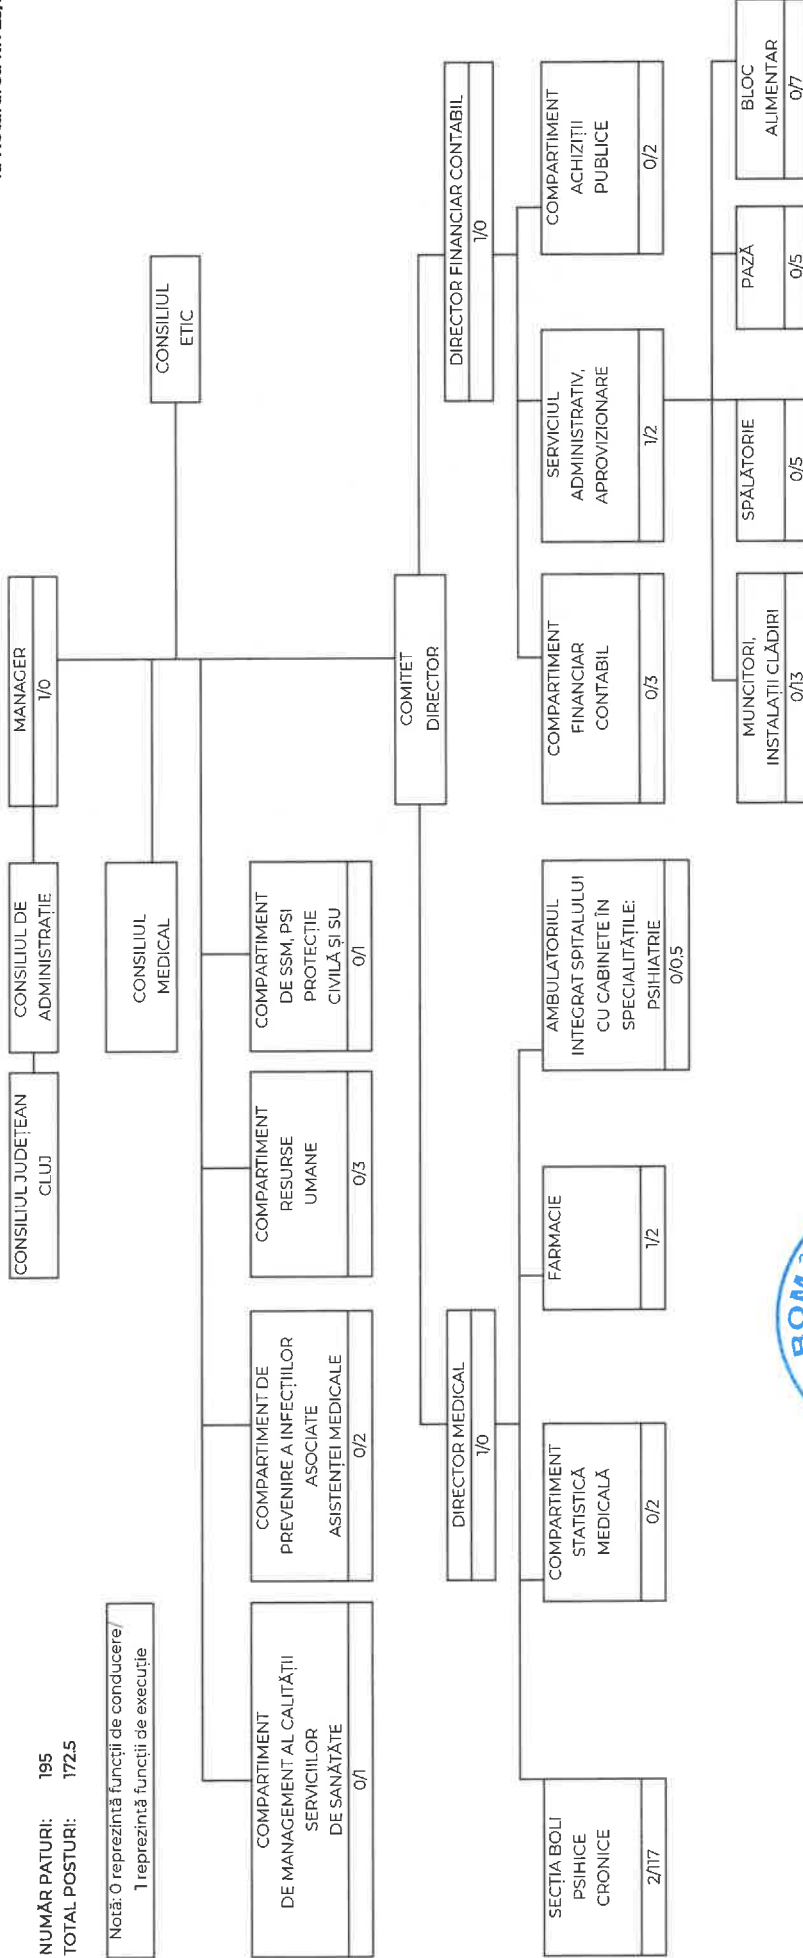 NUMĂR PATURI: 195
TOTAL POSTURI: 172.5
Notă: 0 reprezintă funcții de conducere/
1 reprezintă funcții de execuție
CONSILIUL JUDEȚEAN
CLUJ
CONSILIUL DE
ADMINISTRAȚIE
MANAGER
1/0
CONSILIUL
MEDICAL
CONSILIUL
ETIC
COMPARTIMENT
DE MANAGEMENT AL CALITĂȚII
SERVICIILOR
DE SANĂTATE
0/1
COMPARTIMENT DE
PREVENIRE A INFECȚIILOR
ASOCIATE
ASISTENȚEI MEDICALE
0/2
COMPARTIMENT
RESURSE
UMANE
0/3
COMPARTIMENT
DE SSM, PSI
PROTECȚIE
CIVILĂ ȘI SU
0/1
COMITET
DIRECTOR
DIRECTOR MEDICAL
1/0
DIRECTOR FINANCIAR CONTABIL
1/0
SECȚIA BOLI
PSIHICE
CRONICE
2/117
COMPARTIMENT
STATISTICĂ
MEDICALĂ
0/2
FARMACIE
1/2
AMBULATORIUL
INTEGRAT SPITALULUI
CU CABINETE ÎN
SPECIALITĂȚILE:
PSIHIATRIE
0/0,5
COMPARTIMENT
FINANCIAR
CONTABIL
0/3
SERVICIUL
ADMINISTRATIV,
APROVIZIONARE
1/2
COMPARTIMENT
ACHIZIȚII
PUBLICE
0/2
MUNCITORI,
INSTALAȚII CLĂDIRI
0/13
SPĂLĂTORIE
0/5
PAZĂ
0/5
BLOC
ALIMENTAR
0/7